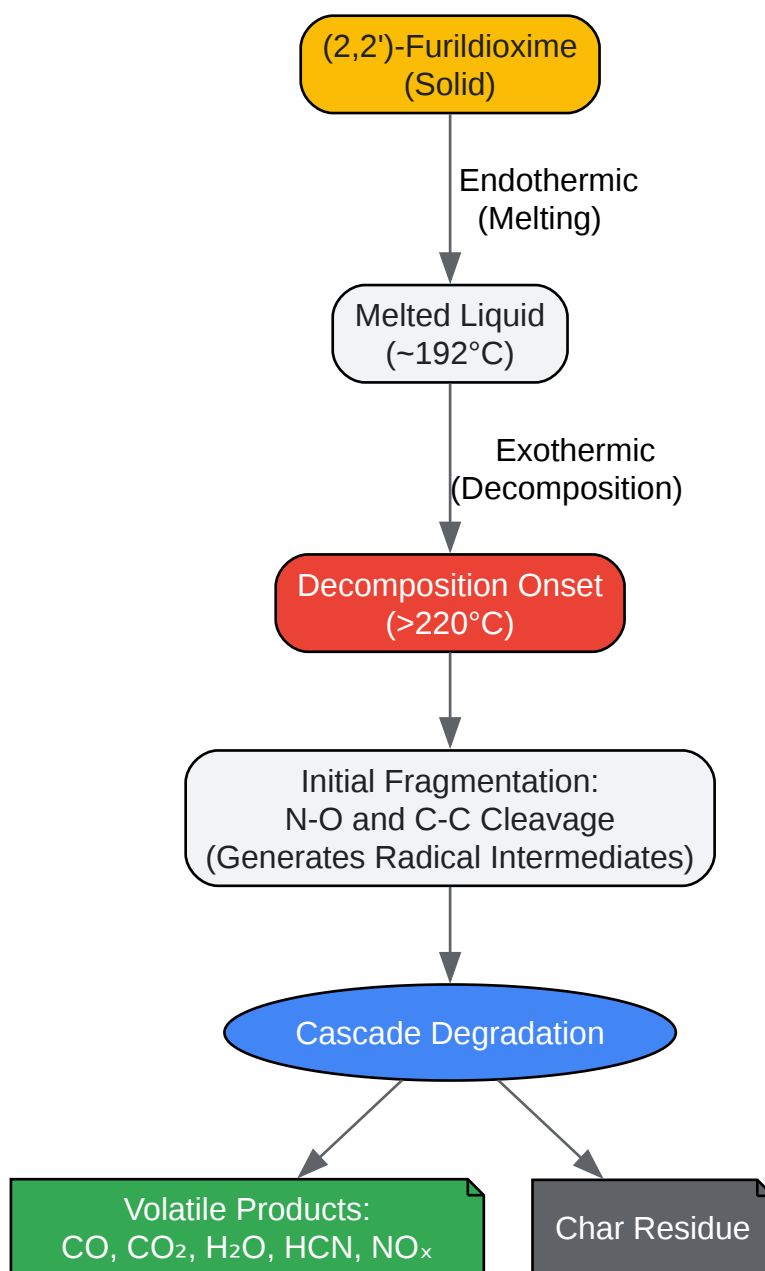 (2,2')-Furildioxime
(Solid)
Endothermic
(Melting)
Melted Liquid
(~192°C)
Exothermic
(Decomposition)
Decomposition Onset
(>220°C)
Initial Fragmentation:
N-O and C-C Cleavage
(Generates Radical Intermediates)
Cascade Degradation
Volatile Products:
CO, CO₂, H₂O, HCN, NOₓ
Char Residue